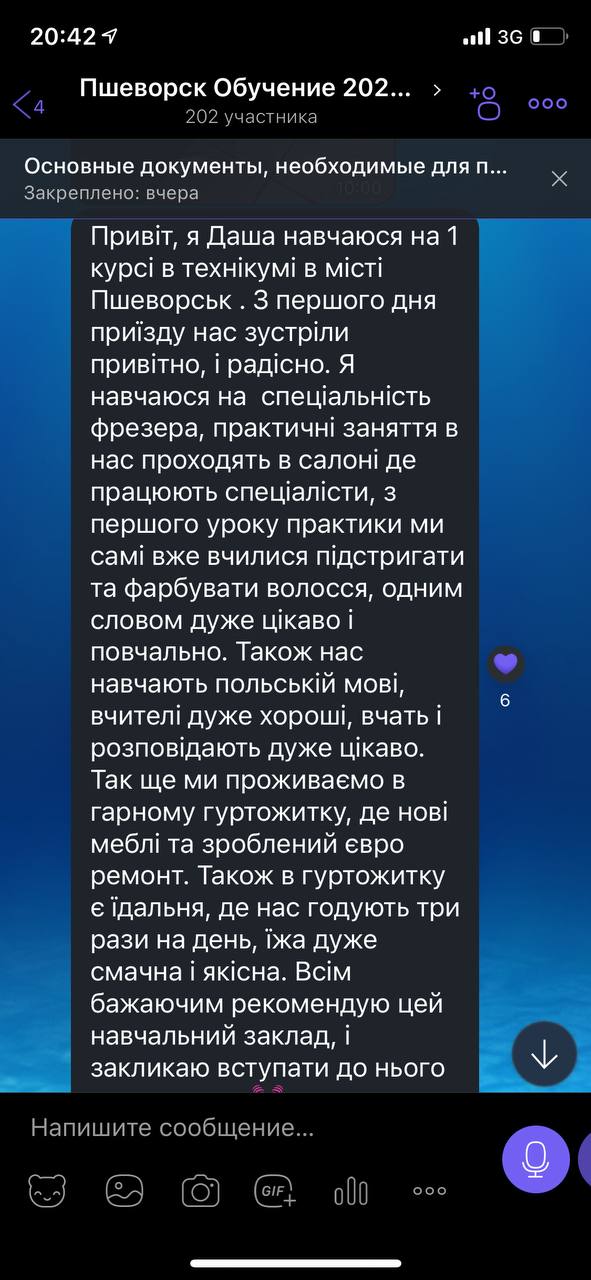 20:42
3G
4
Пшеворск Обучение 202...
202 участника
Основные документы, необходимые для п...
Закреплено: вчера
10:00
Привіт, я Даша навчаюся на 1
курсі в технікумі в місті
Пшеворськ . З першого дня
приїзду нас зустріли
привітно, і радісно. Я
навчаюся на  спеціальність
фрезера, практичні заняття в
нас проходять в салоні де
працюють спеціалісти, з
першого уроку практики ми
самі вже вчилися підстригати
та фарбувати волосся, одним
словом дуже цікаво і
повчально. Також нас
навчають польській мові,
вчителі дуже хороші, вчать і
розповідають дуже цікаво.
Так ще ми проживаємо в
гарному гуртожитку, де нові
меблі та зроблений євро
ремонт. Також в гуртожитку
є їдальня, де нас годують три
рази на день, їжа дуже
смачна і якісна. Всім
бажаючим рекомендую цей
навчальний заклад, і
закликаю вступати до нього
6
Напишите сообщение...
GIF